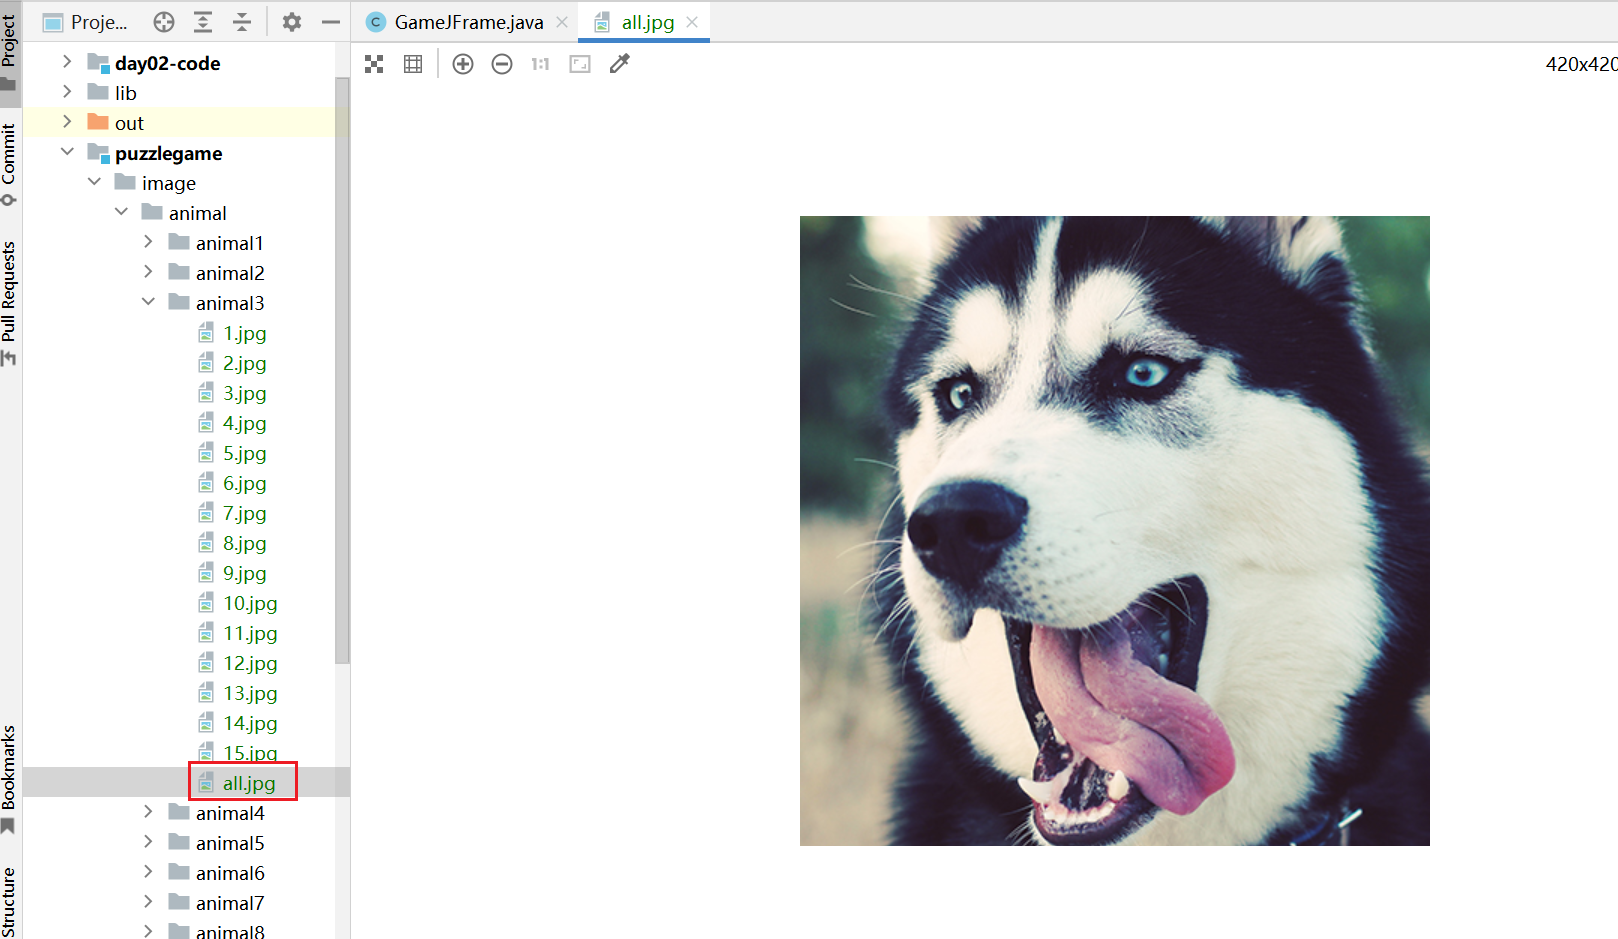 Project
Commit
Pull Requests
Bookmarks
Structure
Proje...
day02-code
lib
out
puzzlegame
image
animal
animal1
animal2
animal3
1.jpg
2.jpg
3.jpg
4.jpg
5.jpg
6.jpg
7.jpg
8.jpg
9.jpg
10.jpg
11.jpg
12.jpg
13.jpg
14.jpg
15.jpg
all.jpg
animal4
animal5
animal6
animal7
animal8
C GameJFrame.java all.jpg
1:1
420x420